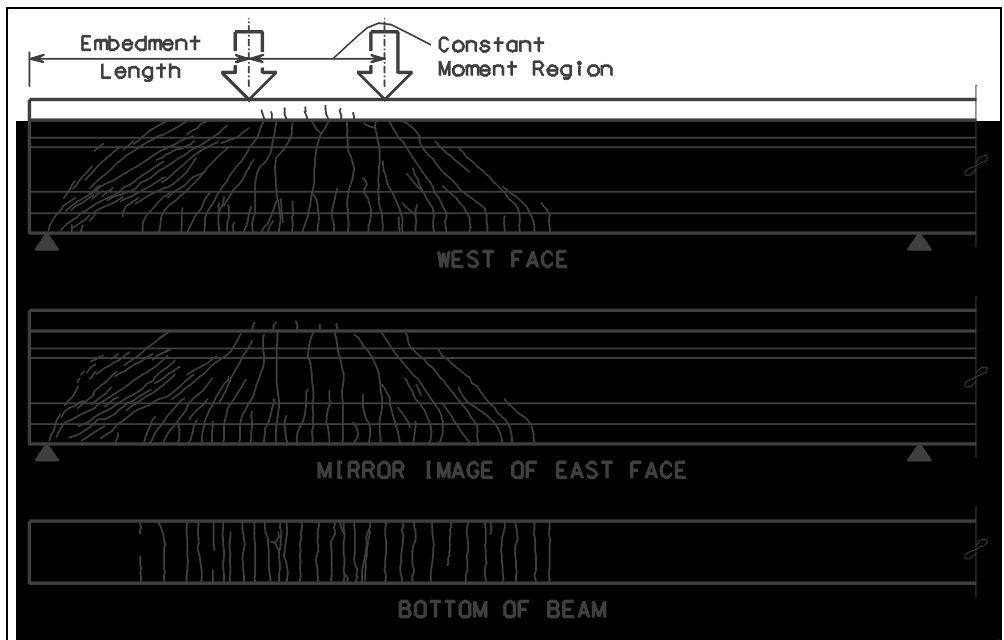 Embedment
Length
Constant
Moment Region
WEST FACE
MIRROR IMAGE OF EAST FACE
BOTTOM OF BEAM